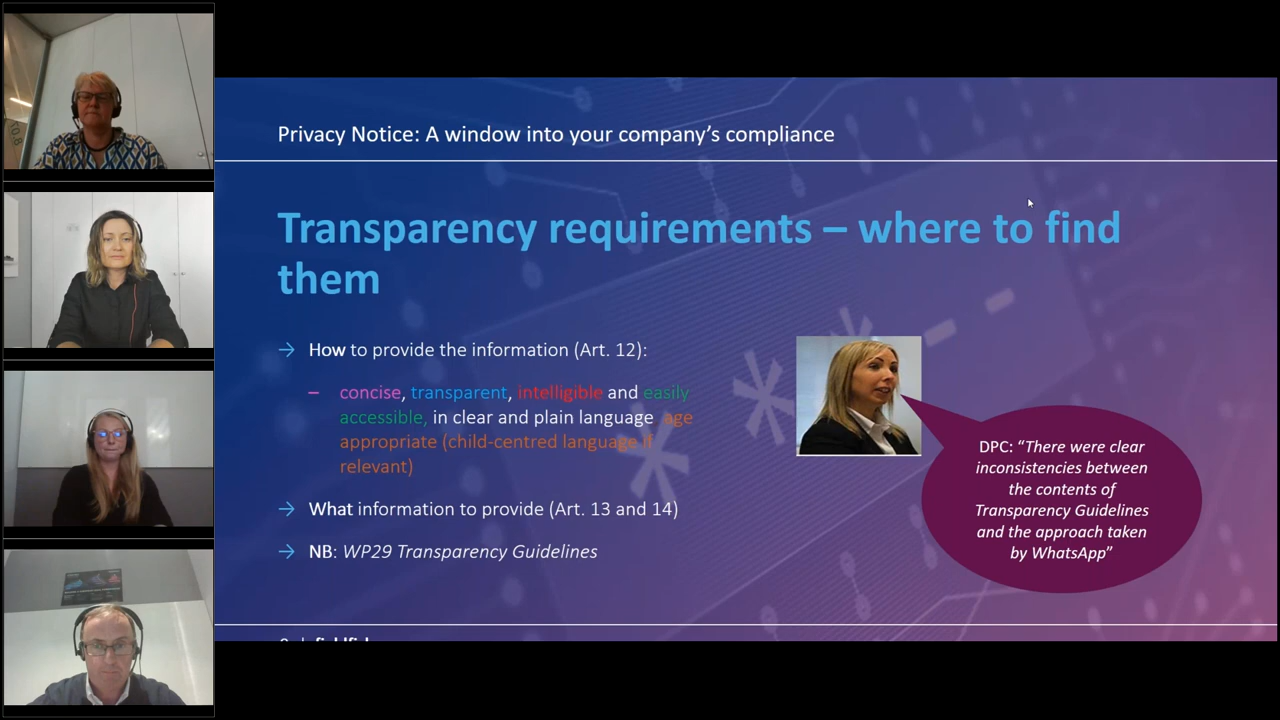 Privacy Notice: A window into your company's compliance
Transparency requirements – where to find
them
→ How to provide the information (Art. 12):
– concise, transparent, intelligible and easily
accessible, in clear and plain language age
appropriate (child-centred language if
relevant)
→ What information to provide (Art. 13 and 14)
→ NB: WP29 Transparency Guidelines
DPC: “There were clear
inconsistencies between
the contents of
Transparency Guidelines
and the approach taken
by WhatsApp”